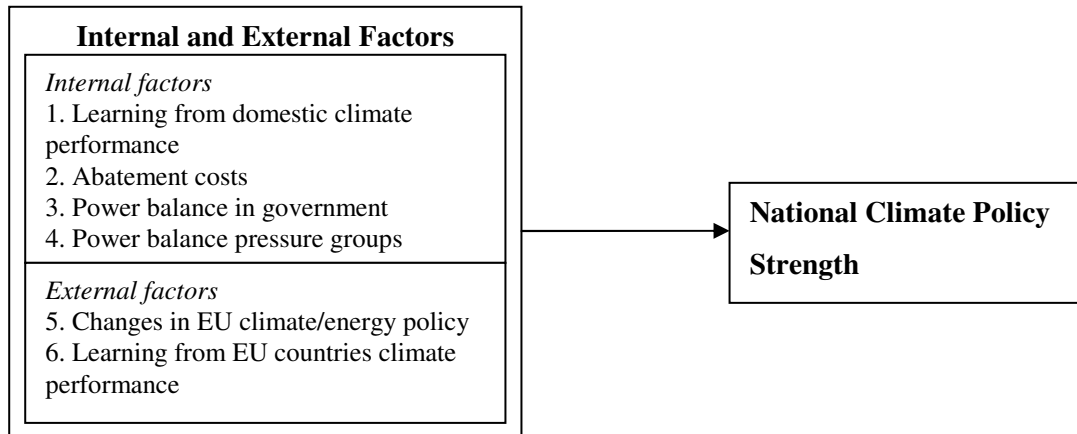 Internal and External Factors
Internal factors
1. Learning from domestic climate
performance
2. Abatement costs
3. Power balance in government
4. Power balance pressure groups
External factors
5. Changes in EU climate/energy policy
6. Learning from EU countries climate
performance
National Climate Policy
Strength